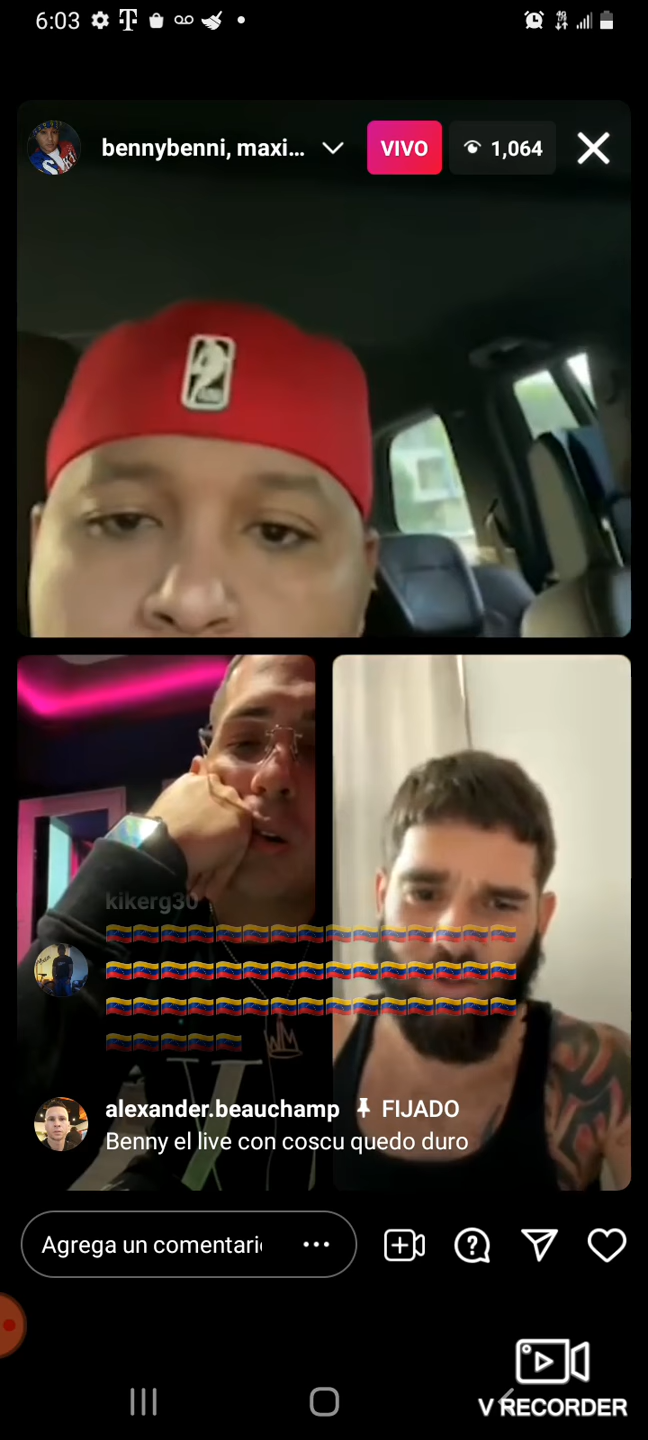 6:03
bennybenni, maxi...
VIVO
1,064
kikerg30
alexander.beauchamp FIJADO
Benny el live con coscu quedo duro
Agrega un comentari
V RECORDER